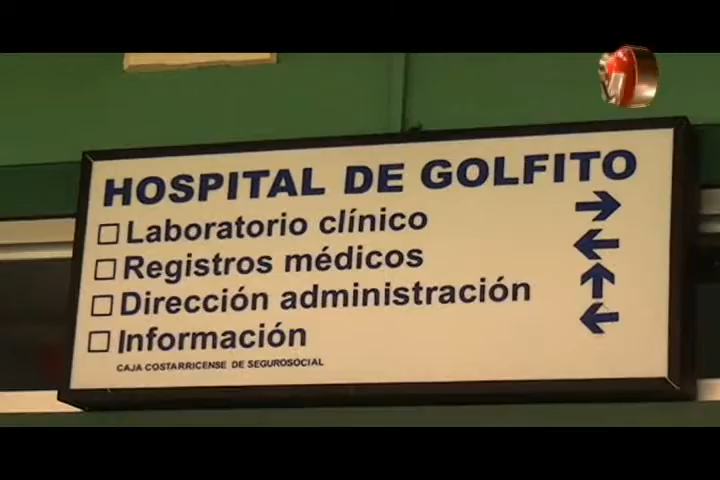 HOSPITAL DE GOLFITO
Laboratorio clínico
Registros médicos
Dirección administración
Información
CAJA COSTARRICENSE DE SEGUROSOCIAL